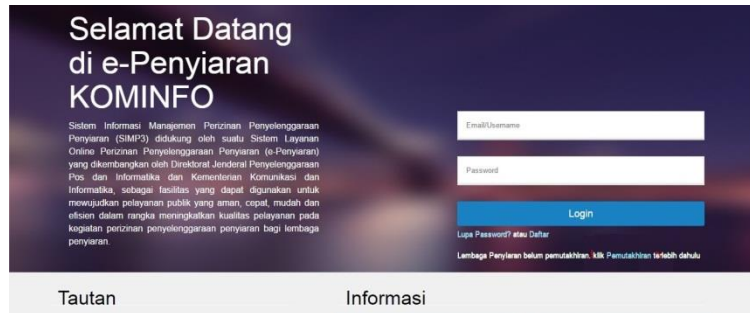 Selamat Datang
di e-Penyiaran
KOMINFO
Sistem Informasi Manajemen Perizinan Penyelenggaraan
Penyiaran (SIMP3) didukung oleh suatu Sistem Layanan
Online Perizinan Penyelenggaraan Penyiaran (e-Penyiaran)
yang dikembangkan oleh Direktorat Jenderal Penyelenggaraan
Pos dan Informatika dan Kementerian Komunikasi dan
Informatika, sebagai fasilitas yang dapat digunakan untuk
mewujudkan pelayanan publik yang aman, cepat, mudah dan
efisien dalam rangka meningkatkan kualitas pelayanan pada
kegiatan perizinan penyelenggaraan penyiaran bagi lembaga
penyiaran.
Email/Username
Password
Login
Lupa Password? atau Daftar
Lembaga Penyiaran belum pemutakhiran, klik Pemutakhiran terlebih dahulu
Tautan
Informasi